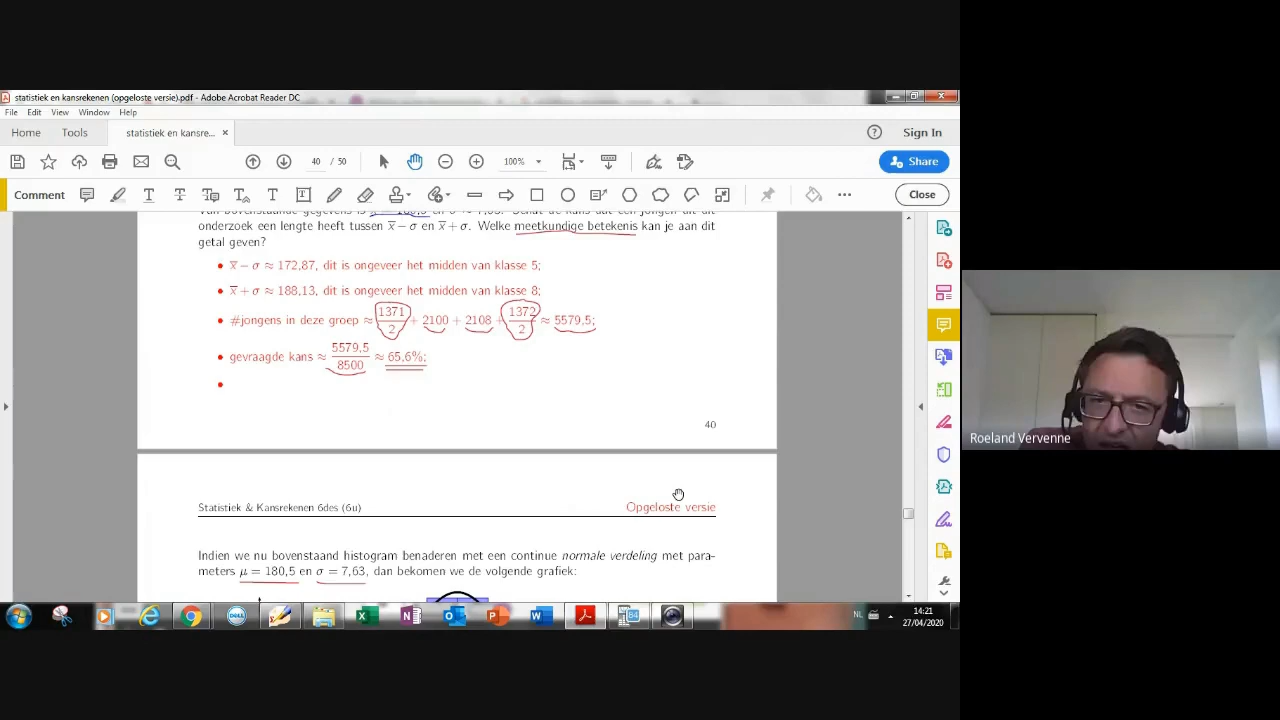 statistiek en kansrekenen (opgeloste versie).pdf - Adobe Acrobat Reader DC
File Edit View Window Help
Home Tools statistiek en kansre... × Sign In
40 / 50 100% Share
Comment Close
onderzoek een lengte heeft tussen x̅ − σ en x̅ + σ. Welke meetkundige betekenis kan je aan dit
getal geven?
• x̅ − σ ≈ 172,87, dit is ongeveer het midden van klasse 5;
• x̅ + σ ≈ 188,13, dit is ongeveer het midden van klasse 8;
• #jongens in deze groep ≈ 1371/2 + 2100 + 2108 + 1372/2 ≈ 5579,5;
• gevraagde kans ≈ 5579,5/8500 ≈ 65,6%;
•
40
Statistiek & Kansrekenen 6des (6u) Opgeloste versie
Indien we nu bovenstaand histogram benaderen met een continue normale verdeling met para-
meters μ = 180,5 en σ = 7,63, dan bekomen we de volgende grafiek:
NL 14:21
27/04/2020
Roeland Vervenne